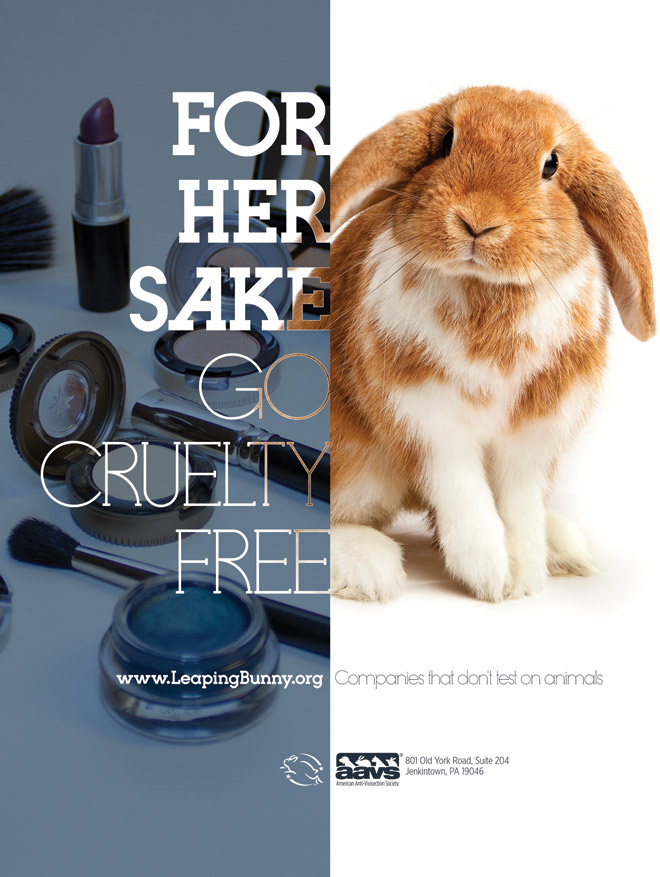 FOR
HER
SAKE
GO
CRUELTY
FREE
www.LeapingBunny.org Companies that don't test on animals
aavs®
American Anti-Vivisection Society
801 Old York Road, Suite 204
Jenkintown, PA 19046